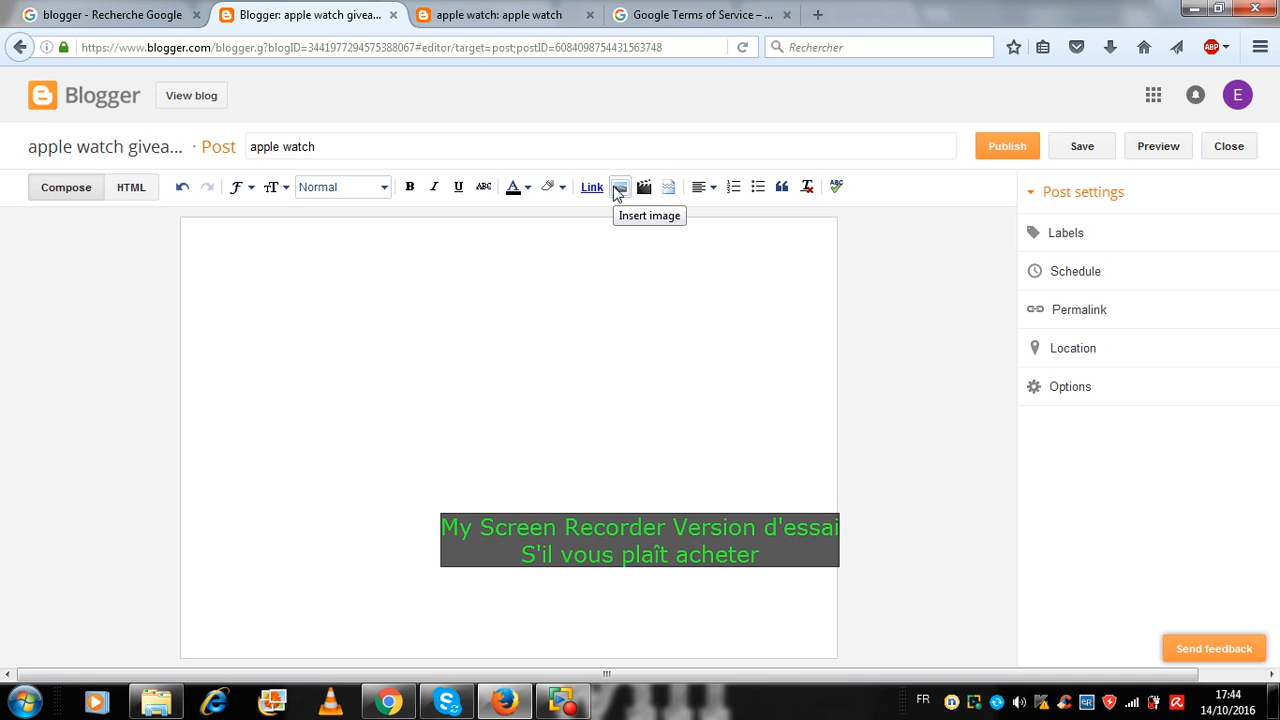 blogger - Recherche Google
Blogger: apple watch givea...
apple watch: apple watch
Google Terms of Service – ...
https://www.blogger.com/blogger.g?blogID=3441977294575388067#editor/target=post;postID=6084098754431563748
Rechercher
ABP
Blogger
View blog
E
apple watch givea... · Post
apple watch
Publish
Save
Preview
Close
Compose
HTML
Normal
B
I
U
ABC
A
Link
Insert image
Post settings
Labels
Schedule
Permalink
Location
Options
My Screen Recorder Version d'essai
S'il vous plaît acheter
Send feedback
FR
17:44
14/10/2016